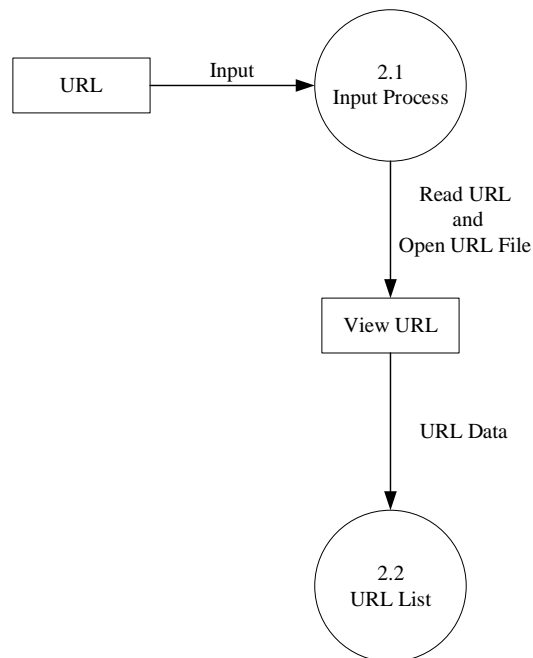 URL
Input
2.1
Input Process
Read URL
and
Open URL File
View URL
URL Data
2.2
URL List